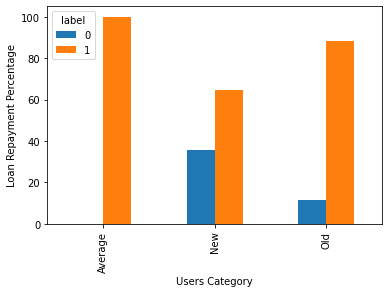 label
0
1
100
80
60
40
20
0
Loan Repayment Percentage
Average
New
Old
Users Category